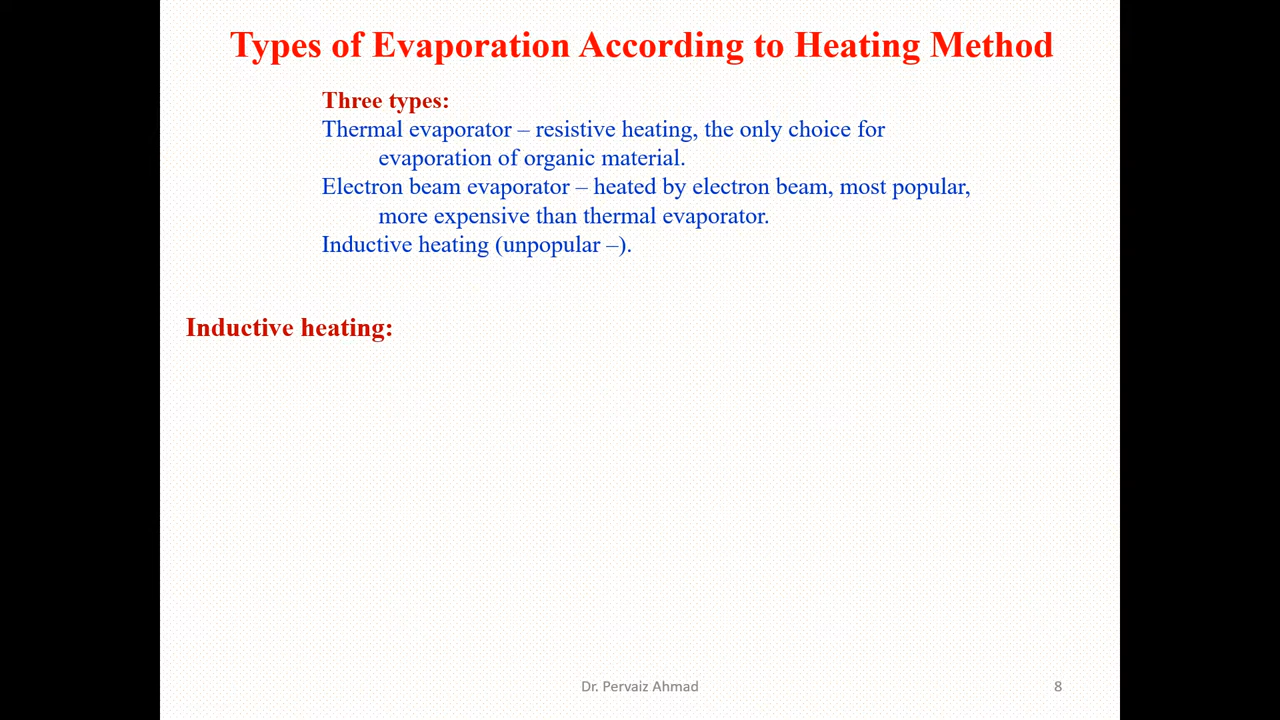 Types of Evaporation According to Heating Method
Three types:
Thermal evaporator – resistive heating, the only choice for
evaporation of organic material.
Electron beam evaporator – heated by electron beam, most popular,
more expensive than thermal evaporator.
Inductive heating (unpopular –).
Inductive heating:
Dr. Pervaiz Ahmad
8